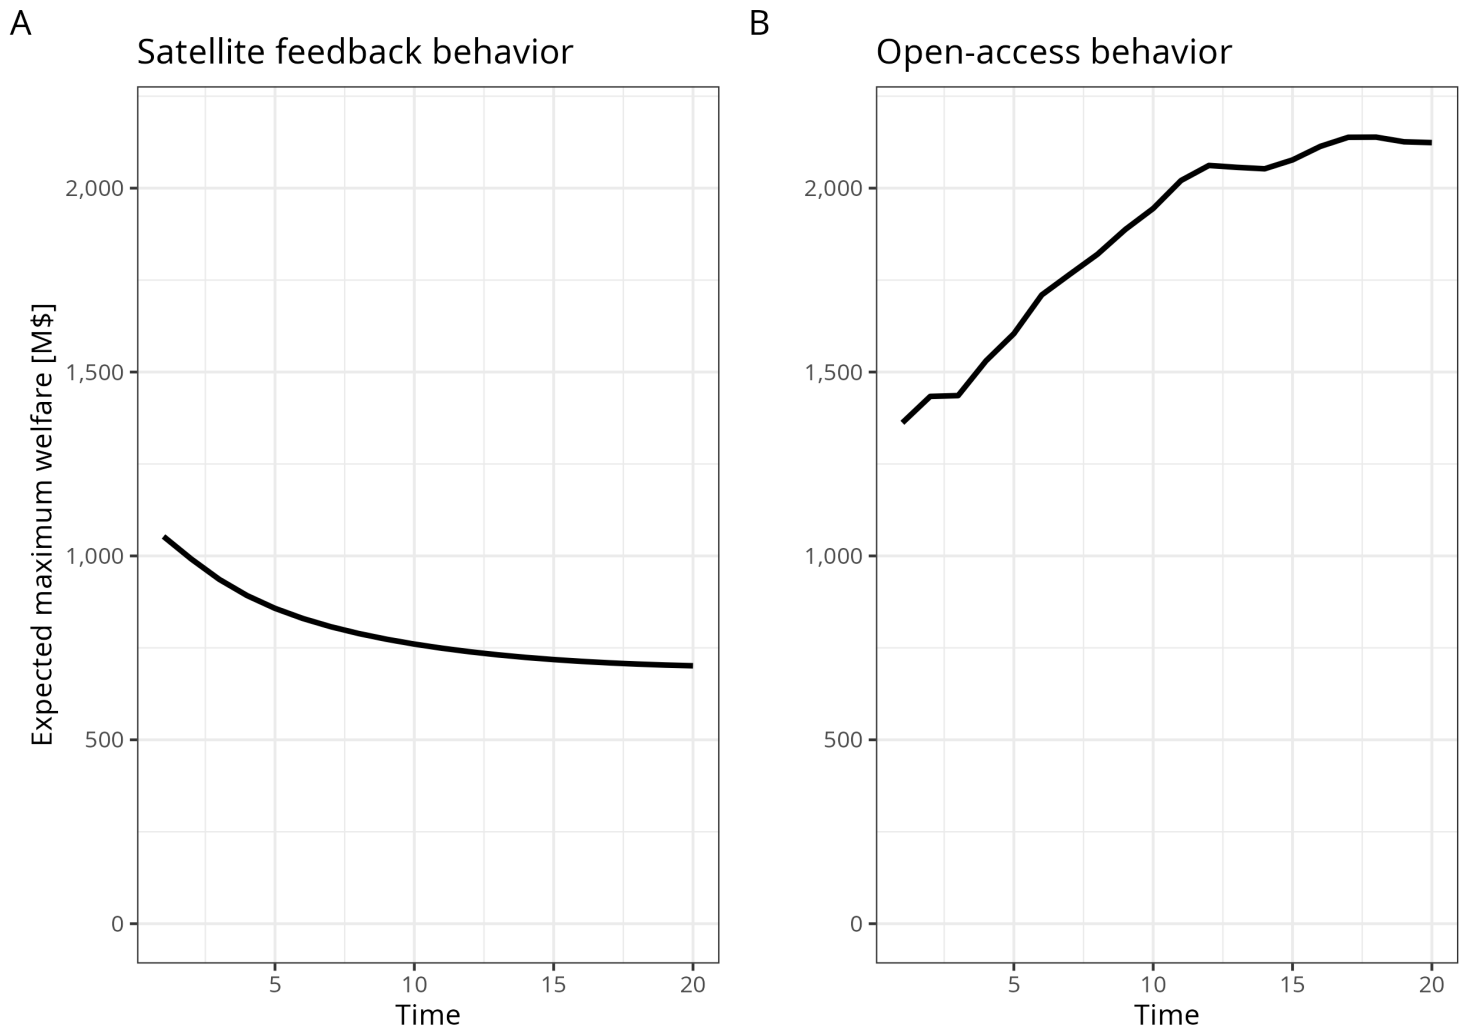 A
Satellite feedback behavior
Expected maximum welfare [M$]
2,000
1,500
1,000
500
0
5 10 15 20
Time
B
Open-access behavior
2,000
1,500
1,000
500
0
5 10 15 20
Time